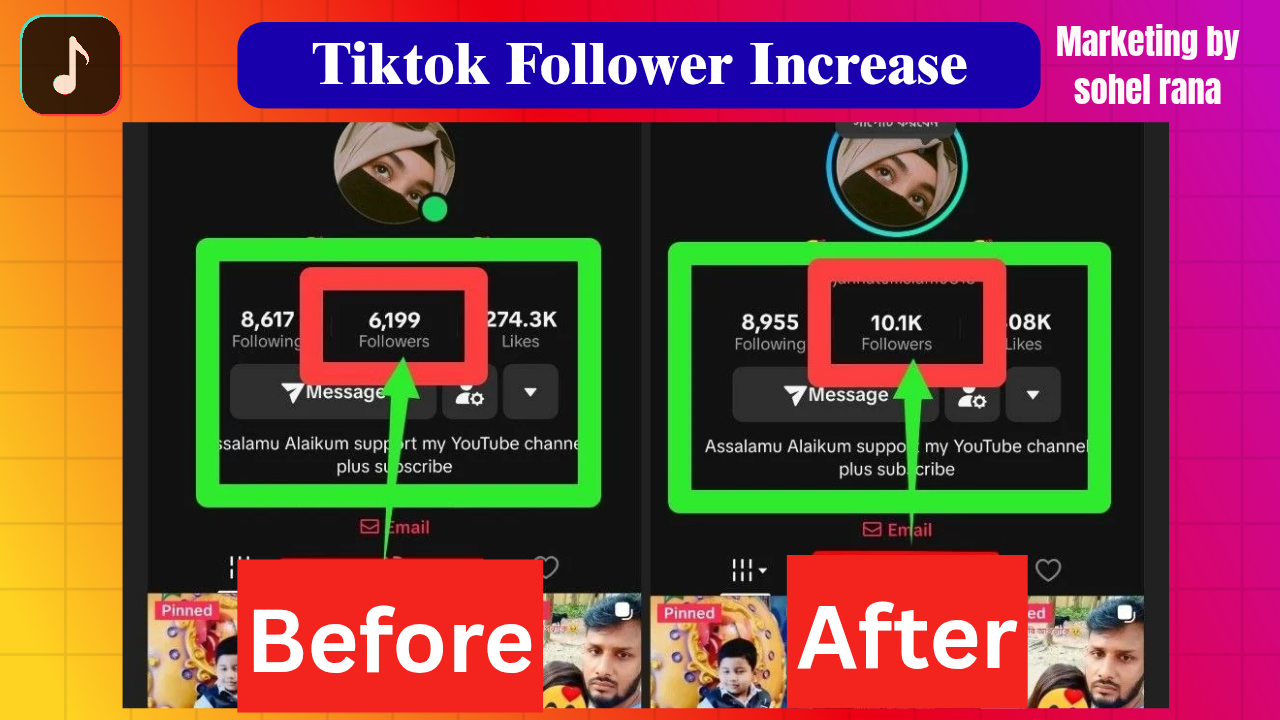 Tiktok Follower Increase
Marketing by
sohel rana
8,617
Following
6,199
Followers
274.3K
Likes
Message
ssalamu Alaikum support my YouTube channe
plus subscribe
Email
Pinned
Before
8,955
Following
10.1K
Followers
08K
Likes
Message
Assalamu Alaikum support my YouTube channel
plus subscribe
Email
Pinned
ed
After